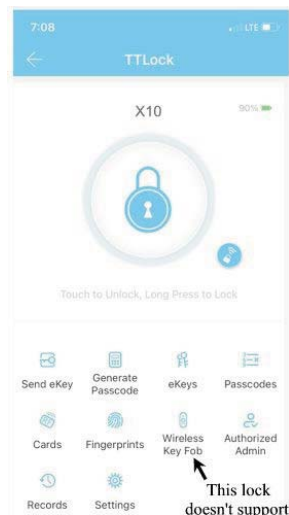 7:08 LTE
TTLock
X10 90%
Touch to Unlock, Long Press to Lock
Send eKey Generate Passcode eKeys Passcodes
Cards Fingerprints Wireless Key Fob Authorized Admin
Records Settings
This lock
doesn't support